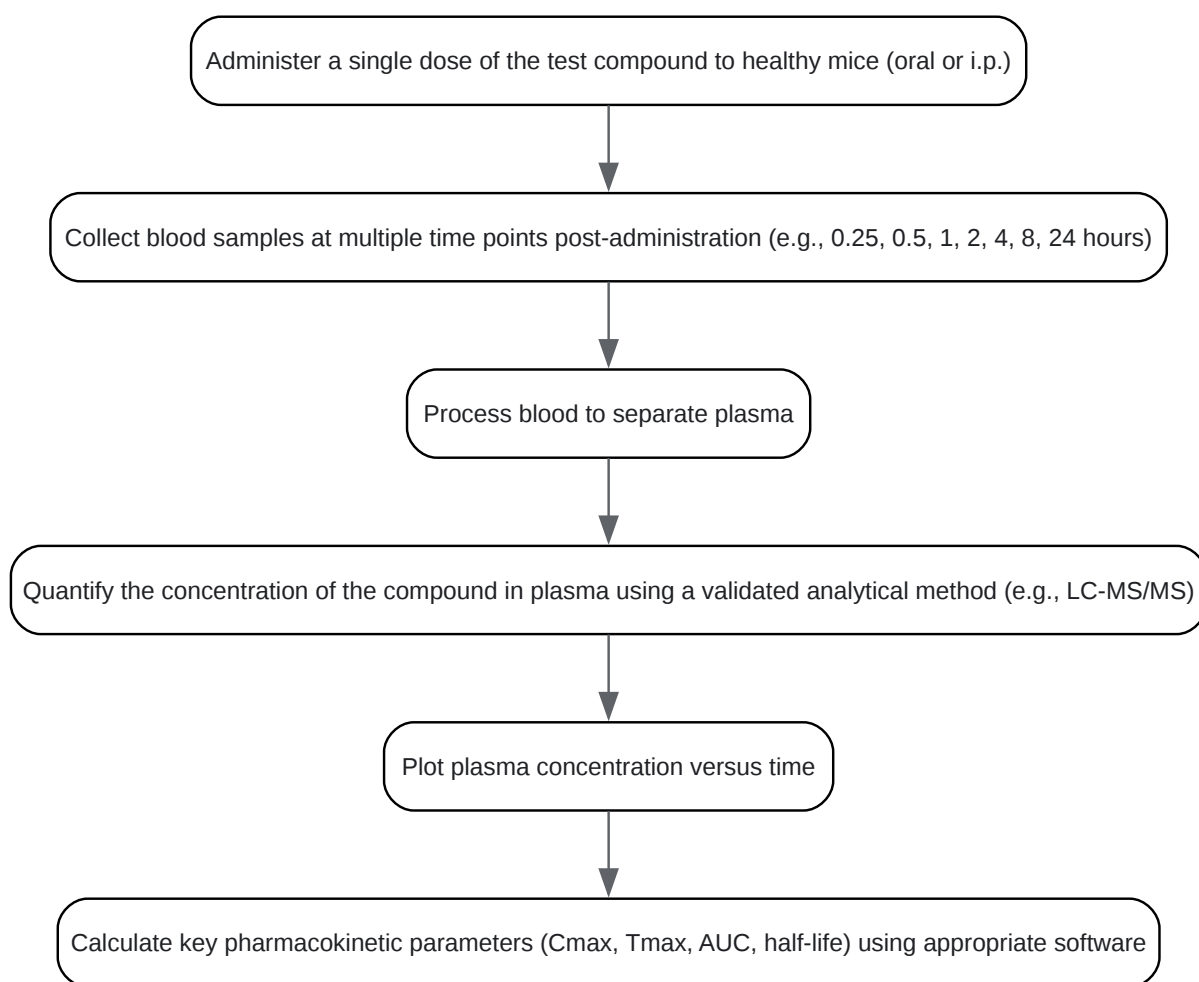 Administer a single dose of the test compound to healthy mice (oral or i.p.)
Collect blood samples at multiple time points post-administration (e.g., 0.25, 0.5, 1, 2, 4, 8, 24 hours)
Process blood to separate plasma
Quantify the concentration of the compound in plasma using a validated analytical method (e.g., LC-MS/MS)
Plot plasma concentration versus time
Calculate key pharmacokinetic parameters (Cmax, Tmax, AUC, half-life) using appropriate software